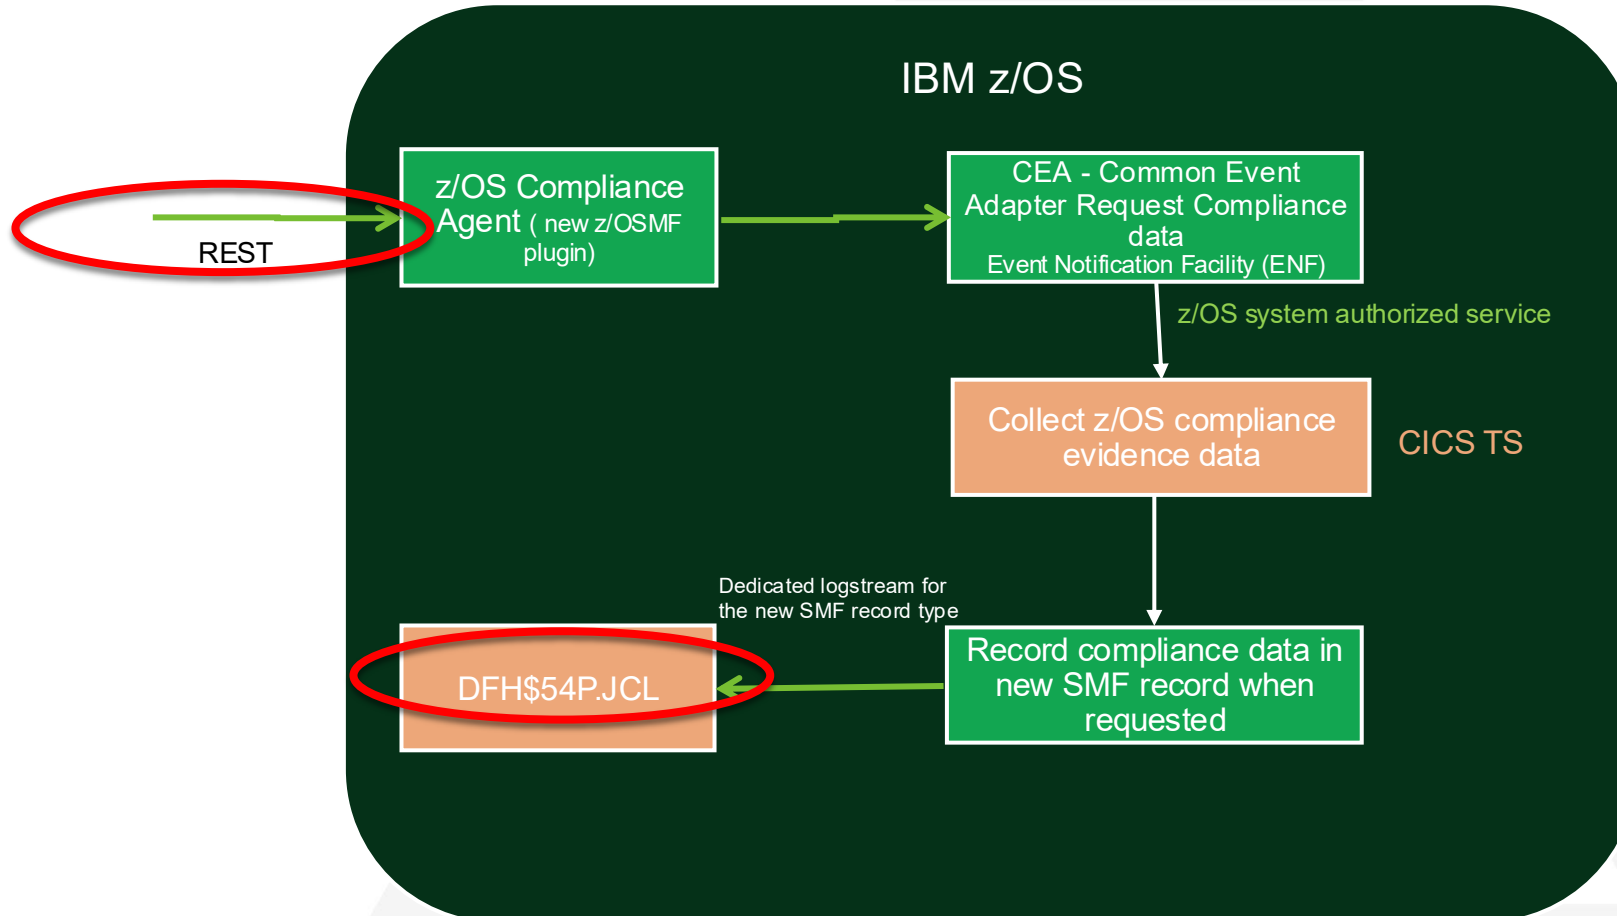 IBM z/OS
REST
z/OS Compliance
Agent ( new z/OSMF
plugin)
CEA - Common Event
Adapter Request Compliance
data
Event Notification Facility (ENF)
z/OS system authorized service
Collect z/OS compliance
evidence data
CICS TS
Dedicated logstream for
the new SMF record type
DFH$54P.JCL
Record compliance data in
new SMF record when
requested